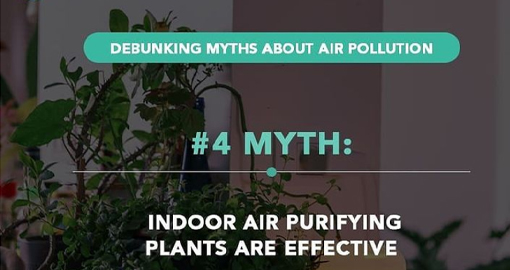 DEBUNKING MYTHS ABOUT AIR POLLUTION
#4 MYTH:
INDOOR AIR PURIFYING
PLANTS ARE EFFECTIVE